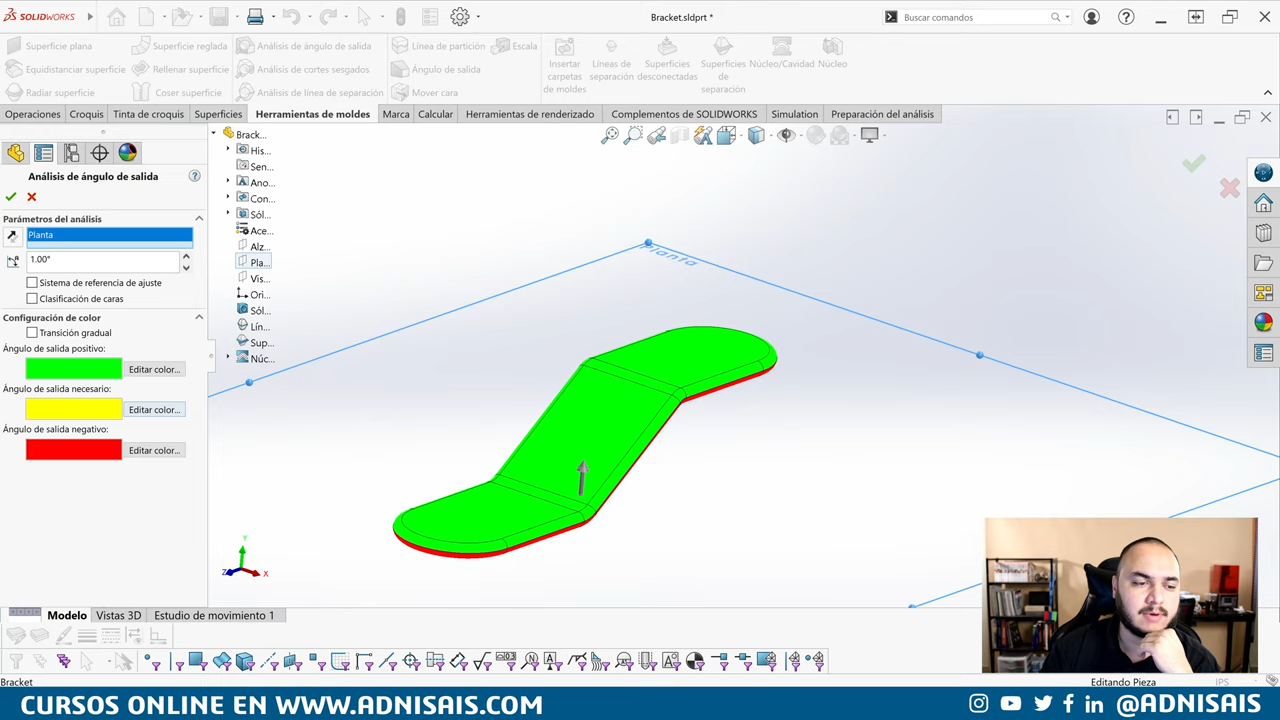 SOLIDWORKS
Bracket.sldprt *
Buscar comandos
Superficie plana
Superficie reglada
Análisis de ángulo de salida
Línea de partición
Escala
Equidistanciar superficie
Rellenar superficie
Análisis de cortes sesgados
Ángulo de salida
Radiar superficie
Coser superficie
Análisis de línea de separación
Mover cara
Insertar carpetas de moldes
Líneas de separación
Superficies desconectadas
Superficies de separación
Núcleo/Cavidad
Núcleo
Operaciones
Croquis
Tinta de croquis
Superficies
Herramientas de moldes
Marca
Calcular
Herramientas de renderizado
Complementos de SOLIDWORKS
Simulation
Preparación del análisis
Análisis de ángulo de salida
Parámetros del análisis
Planta
1.00°
Sistema de referencia de ajuste
Clasificación de caras
Configuración de color
Transición gradual
Ángulo de salida positivo:
Editar color...
Ángulo de salida necesario:
Editar color...
Ángulo de salida negativo:
Editar color...
Brack...
His...
Sen...
Ano...
Con...
Sól...
Ace...
Alz...
Pla...
Vis...
Ori...
Sól...
Lín...
Sup...
Núc...
Planta
Y
Z
X
Modelo
Vistas 3D
Estudio de movimiento 1
Bracket
Editando Pieza
IPS
CURSOS ONLINE EN WWW.ADNISAIS.COM
@ADNISAIS